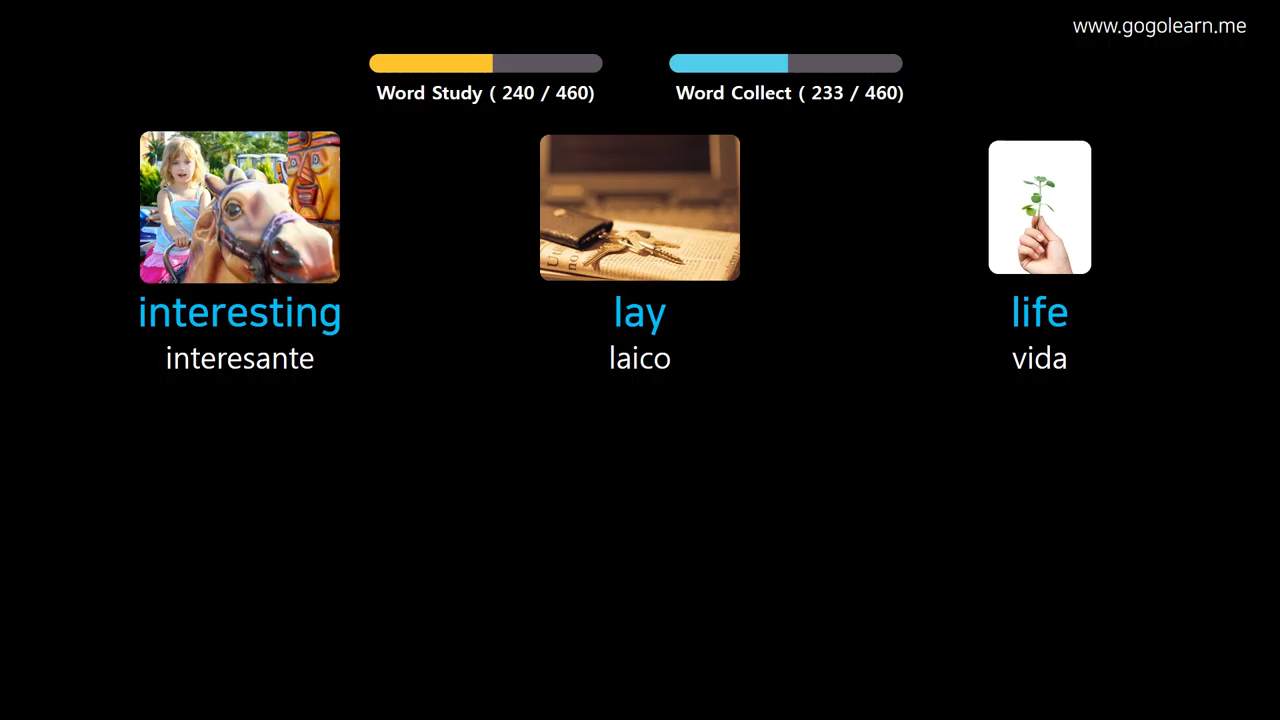 www.gogolearn.me
Word Study ( 240 / 460)
Word Collect ( 233 / 460)
interesting
interesante
lay
laico
life
vida